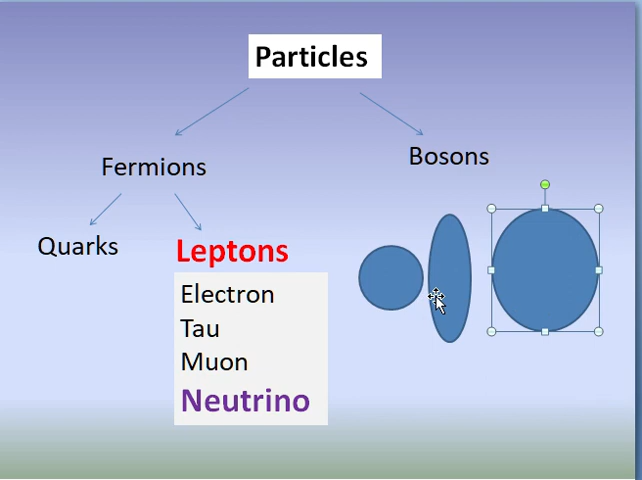 Particles
Fermions
Bosons
Quarks
Leptons
Electron
Tau
Muon
Neutrino